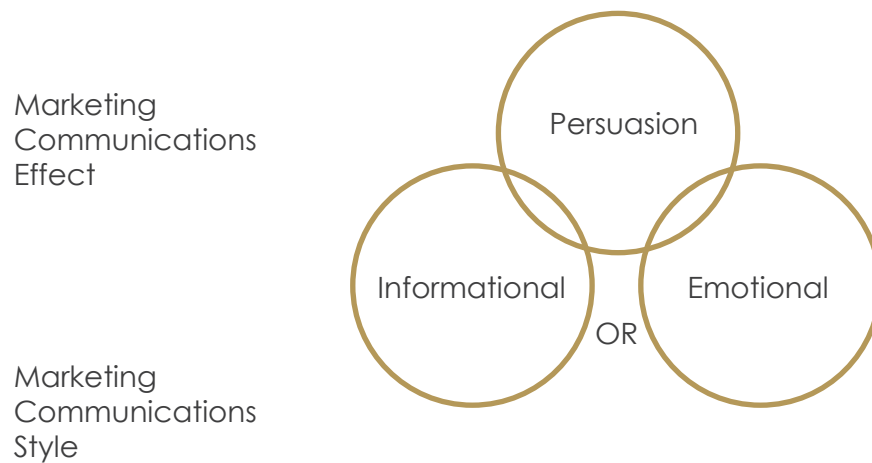 Marketing
Communications
Effect
Persuasion
Informational
Emotional
OR
Marketing
Communications
Style